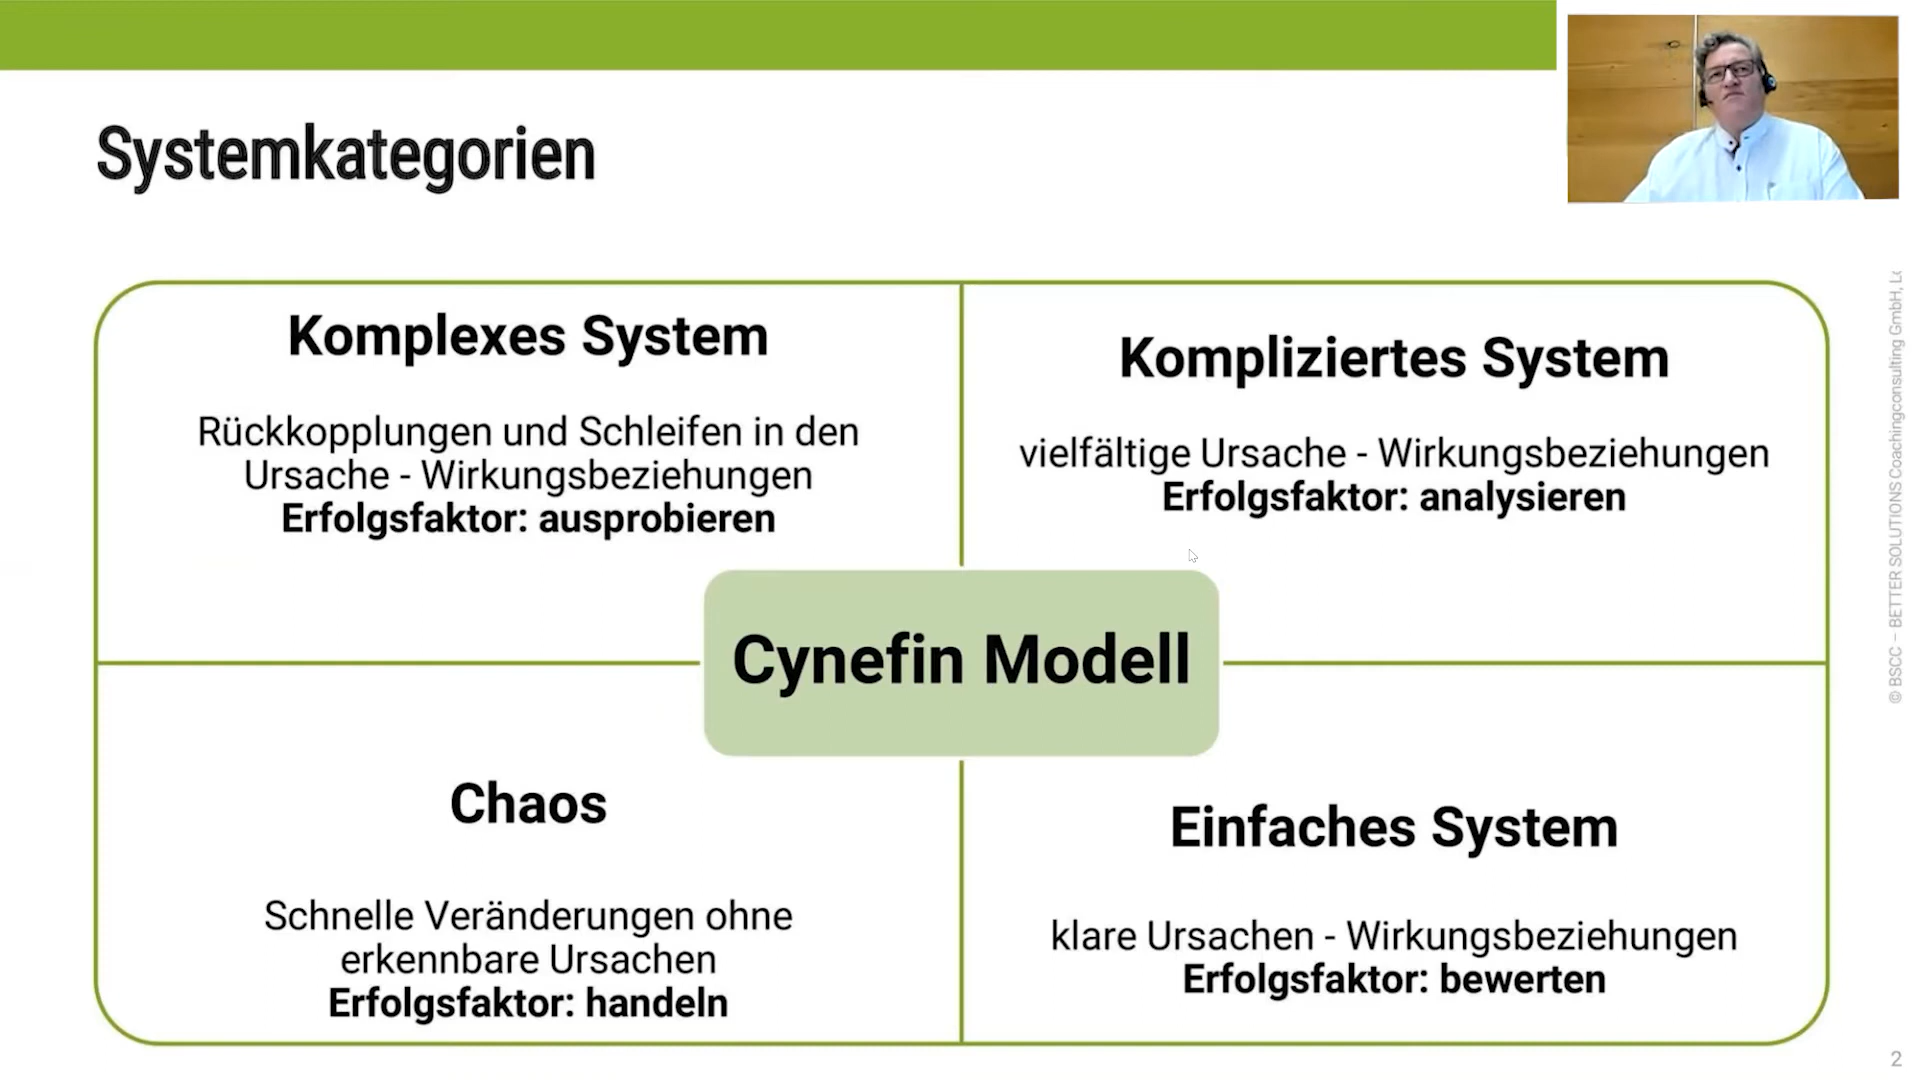 Systemkategorien
Komplexes System
Rückkopplungen und Schleifen in den
Ursache - Wirkungsbeziehungen
Erfolgsfaktor: ausprobieren
Kompliziertes System
vielfältige Ursache - Wirkungsbeziehungen
Erfolgsfaktor: analysieren
Cynefin Modell
Chaos
Schnelle Veränderungen ohne
erkennbare Ursachen
Erfolgsfaktor: handeln
Einfaches System
klare Ursachen - Wirkungsbeziehungen
Erfolgsfaktor: bewerten
© BSCC – BETTER SOLUTIONS Coachingconsulting GmbH,
2